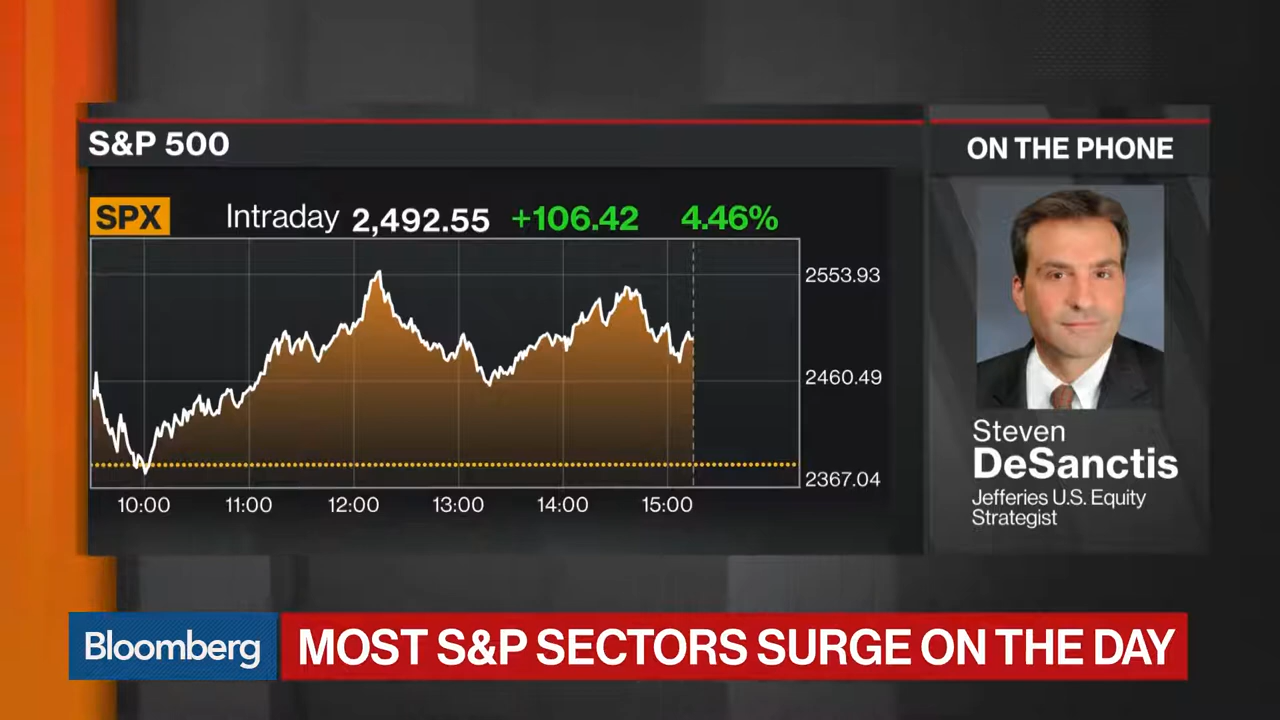 S&P 500
SPX Intraday 2,492.55 +106.42 4.46%
2553.93
2460.49
2367.04
10:00 11:00 12:00 13:00 14:00 15:00
ON THE PHONE
Steven
DeSanctis
Jefferies U.S. Equity
Strategist
Bloomberg MOST S&P SECTORS SURGE ON THE DAY